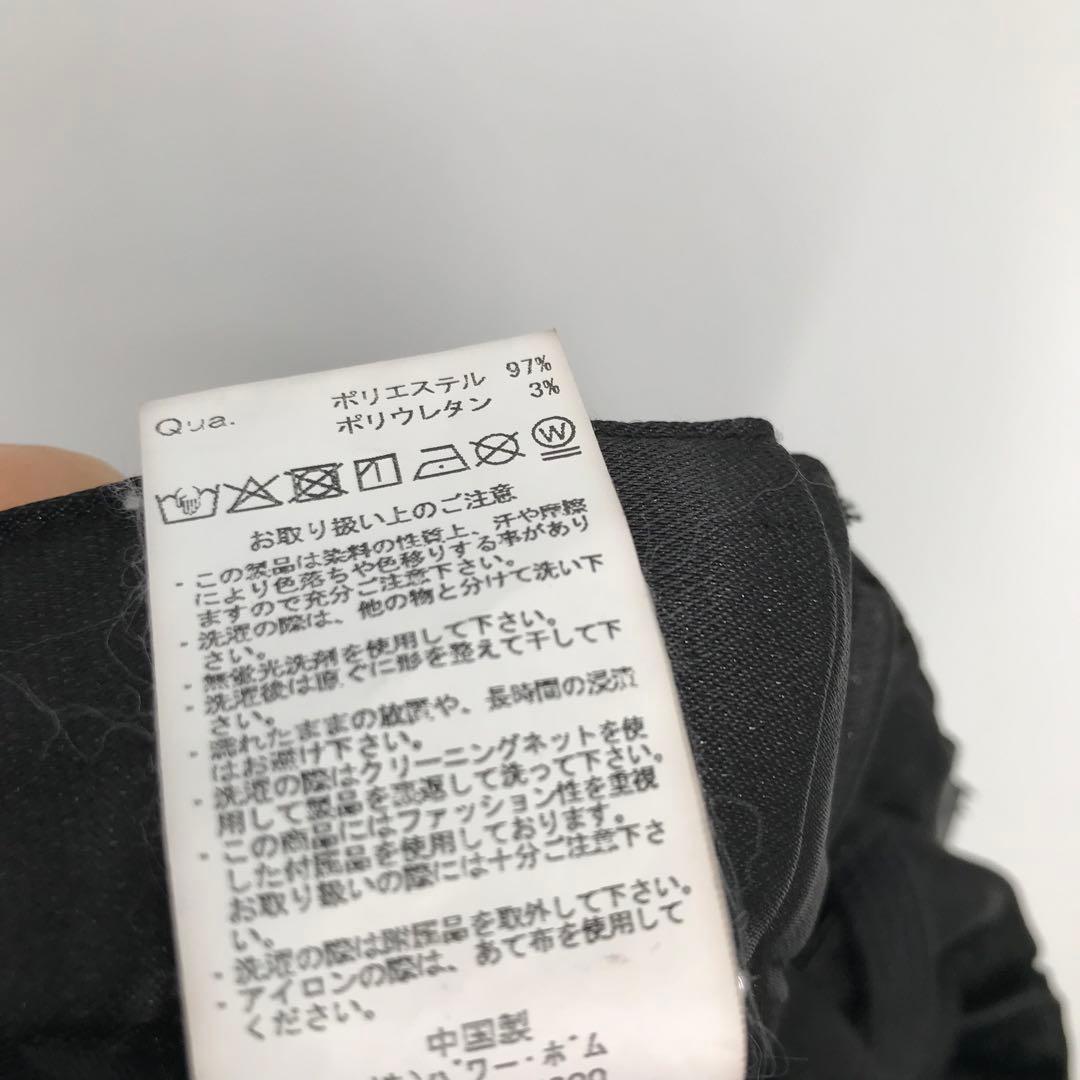 Qua.
ポリエステル 97%
ポリウレタン 3%
W
お取り扱い上のご注意
・この製品は染料の性質上、汗や摩擦
により色落ちや色移りする事があり
ますので充分ご注意下さい。
・洗濯の際は、他の物と分けて洗い下
さい。
・無蛍光洗剤を使用して下さい。
・洗濯後は直ぐに形を整えて干して下
さい。
・濡れたままの放置や、長時間の浸漬
はお避け下さい。
・洗濯の際はクリーニングネットを使
用して製品を裏返して洗って下さい。
・この商品にはファッション性を重視
した付属品を使用しております。
お取り扱いの際には十分ご注意下さ
い。
・洗濯の際は附属品を取外して下さい。
・アイロンの際は、あて布を使用して
ください。
中国製
パワー・ホーム